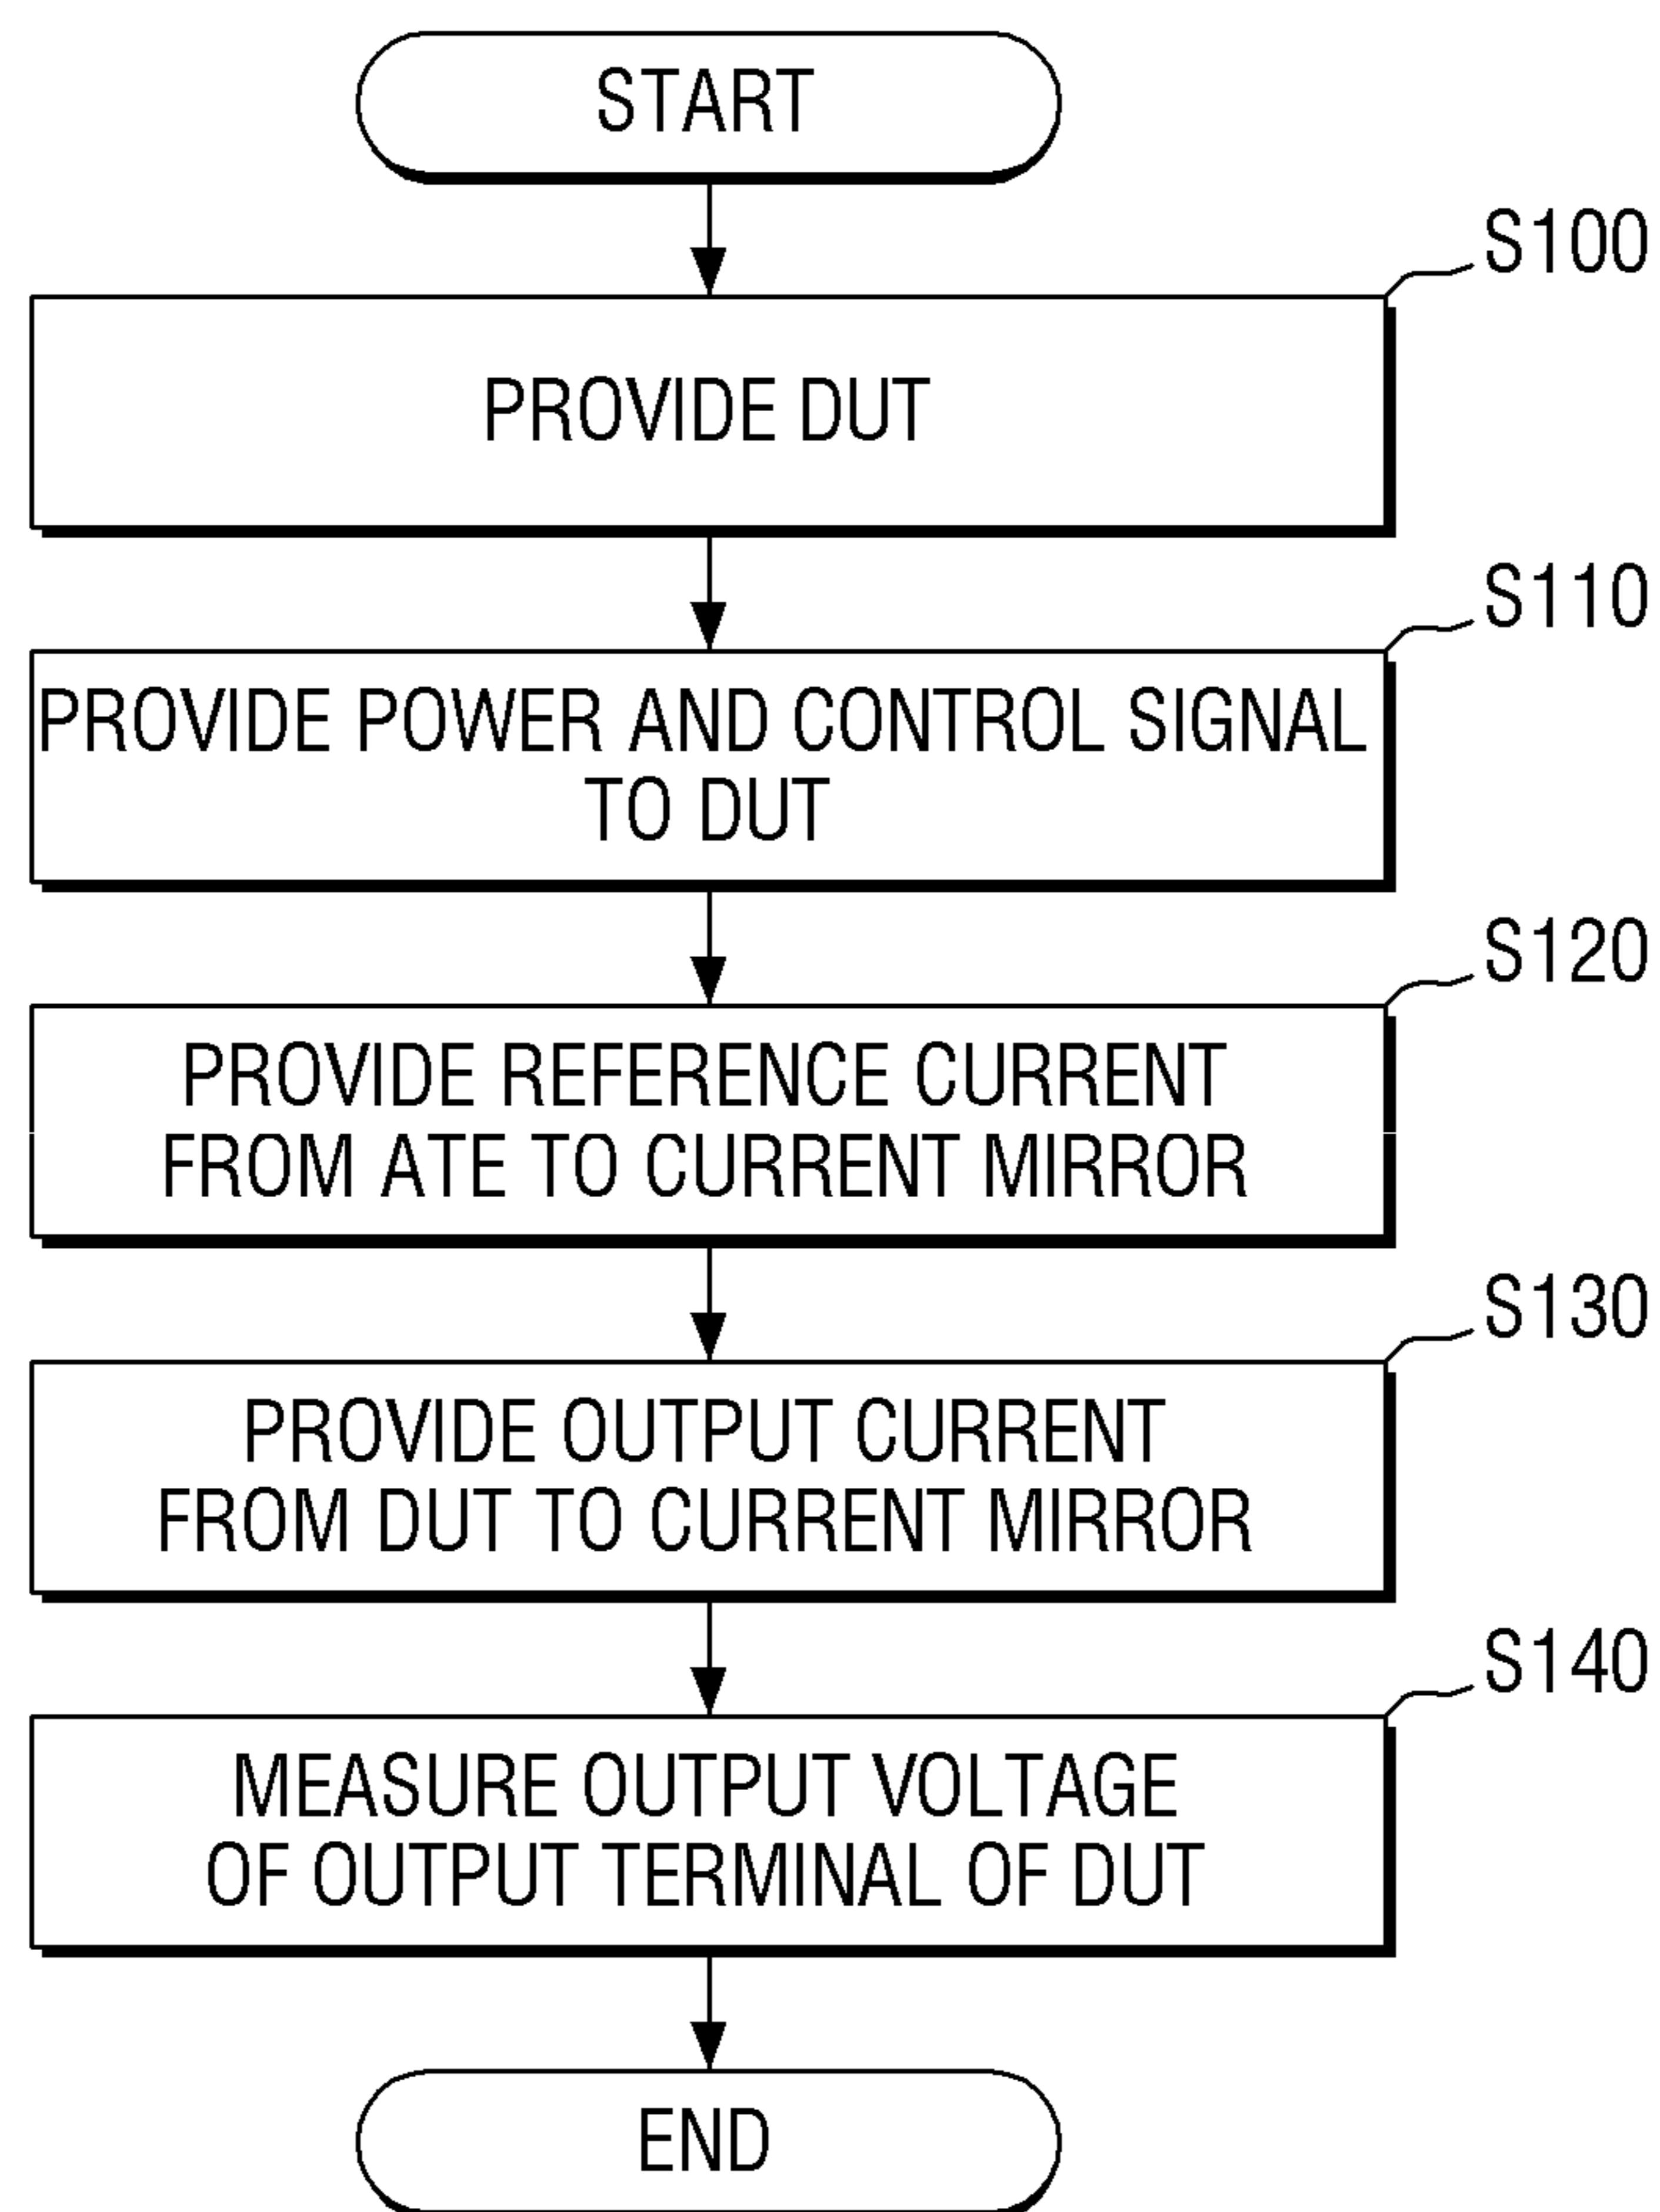 START
S100
PROVIDE DUT
S110
PROVIDE POWER AND CONTROL SIGNAL
TO DUT
S120
PROVIDE REFERENCE CURRENT
FROM ATE TO CURRENT MIRROR
S130
PROVIDE OUTPUT CURRENT
FROM DUT TO CURRENT MIRROR
S140
MEASURE OUTPUT VOLTAGE
OF OUTPUT TERMINAL OF DUT
END